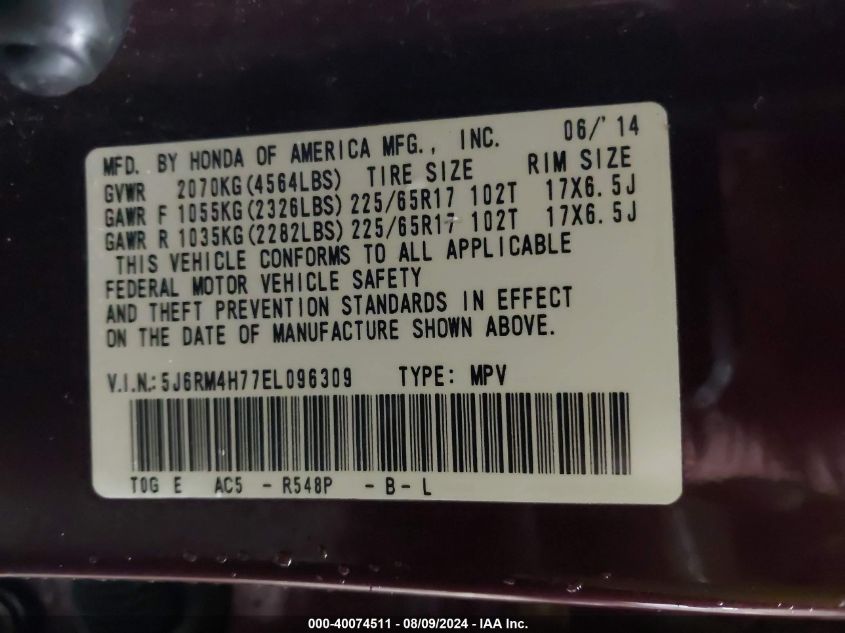 MFD. BY HONDA OF AMERICA MFG., INC. 06/'14
GVWR 2070KG(4564LBS) TIRE SIZE RIM SIZE
GAWR F 1055KG(2326LBS) 225/65R17 102T 17X6.5J
GAWR R 1035KG(2282LBS) 225/65R17 102T 17X6.5J
THIS VEHICLE CONFORMS TO ALL APPLICABLE
FEDERAL MOTOR VEHICLE SAFETY
AND THEFT PREVENTION STANDARDS IN EFFECT
ON THE DATE OF MANUFACTURE SHOWN ABOVE.
V.I.N.: 5J6RM4H77EL096309 TYPE: MPV
T0G E AC5 - R548P - B - L
000-40074511 - 08/09/2024 - IAA Inc.